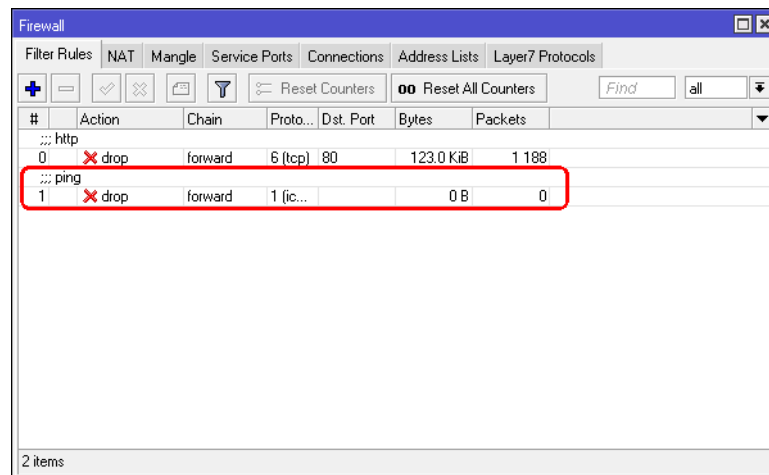 Firewall
Filter Rules NAT Mangle Service Ports Connections Address Lists Layer7 Protocols
Reset Counters 00 Reset All Counters Find all
# Action Chain Proto... Dst. Port Bytes Packets
;;; http
0 drop forward 6 (tcp) 80 123.0 KiB 1 188
;;; ping
1 drop forward 1 (ic... 0 B 0
2 items